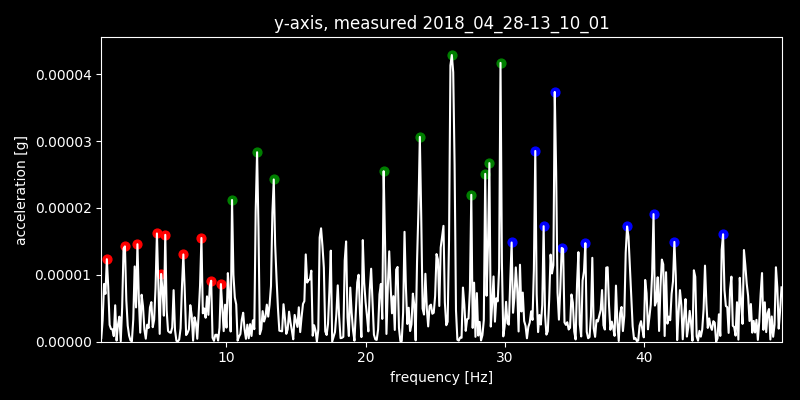 y-axis, measured 2018_04_28-13_10_01
acceleration [g]
0.00004
0.00003
0.00002
0.00001
0.00000
10 20 30 40
frequency [Hz]